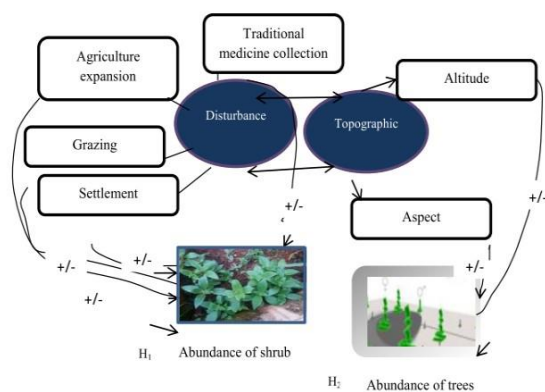 Traditional
medicine collection
Agriculture
expansion
Altitude
Disturbance
Topographic
Grazing
Settlement
+/-
Aspect
+/-
+/-
+/-
+/-
+/-
H₁ Abundance of shrub
H₂ Abundance of trees